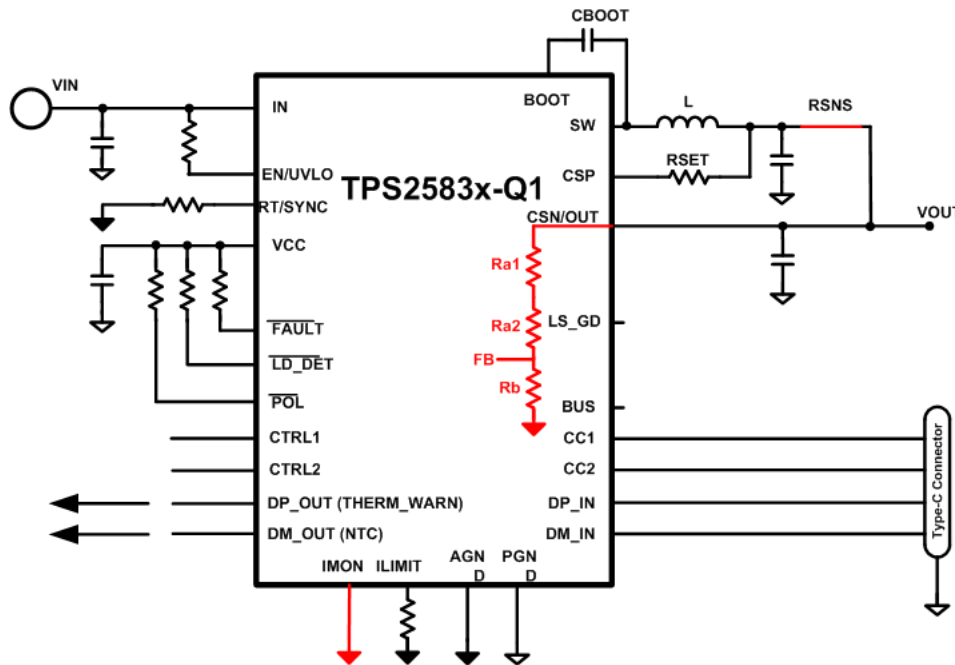 CBOOT
VIN
BOOT
L
RSNS
IN
SW
EN/UVLO
RSET
CSP
TPS2583x-Q1
RT/SYNC
CSN/OUT
VOUT
VCC
Ra1
Ra2
LS_GD
FAULT
FB
LD_DET
Rb
POL
BUS
CTRL1
CC1
CTRL2
CC2
DP_OUT (THERM_WARN)
DP_IN
DM_OUT (NTC)
DM_IN
Type-C Connector
IMON
ILIMIT
AGN
D
PGN
D